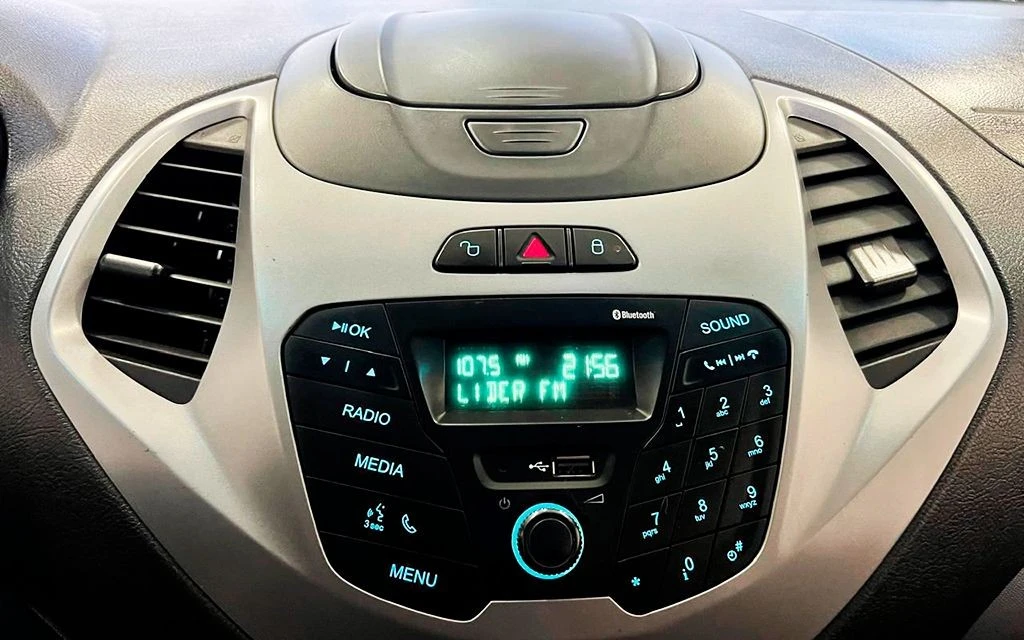 Bluetooth
OK
SOUND
107.5 21:56
LIDER FM
RADIO
MEDIA
3sec
MENU
1
2 abc
3 def
4 ghi
5 jkl
6 mno
7 pqrs
8 tuv
9 wxyz
* 0 #
i